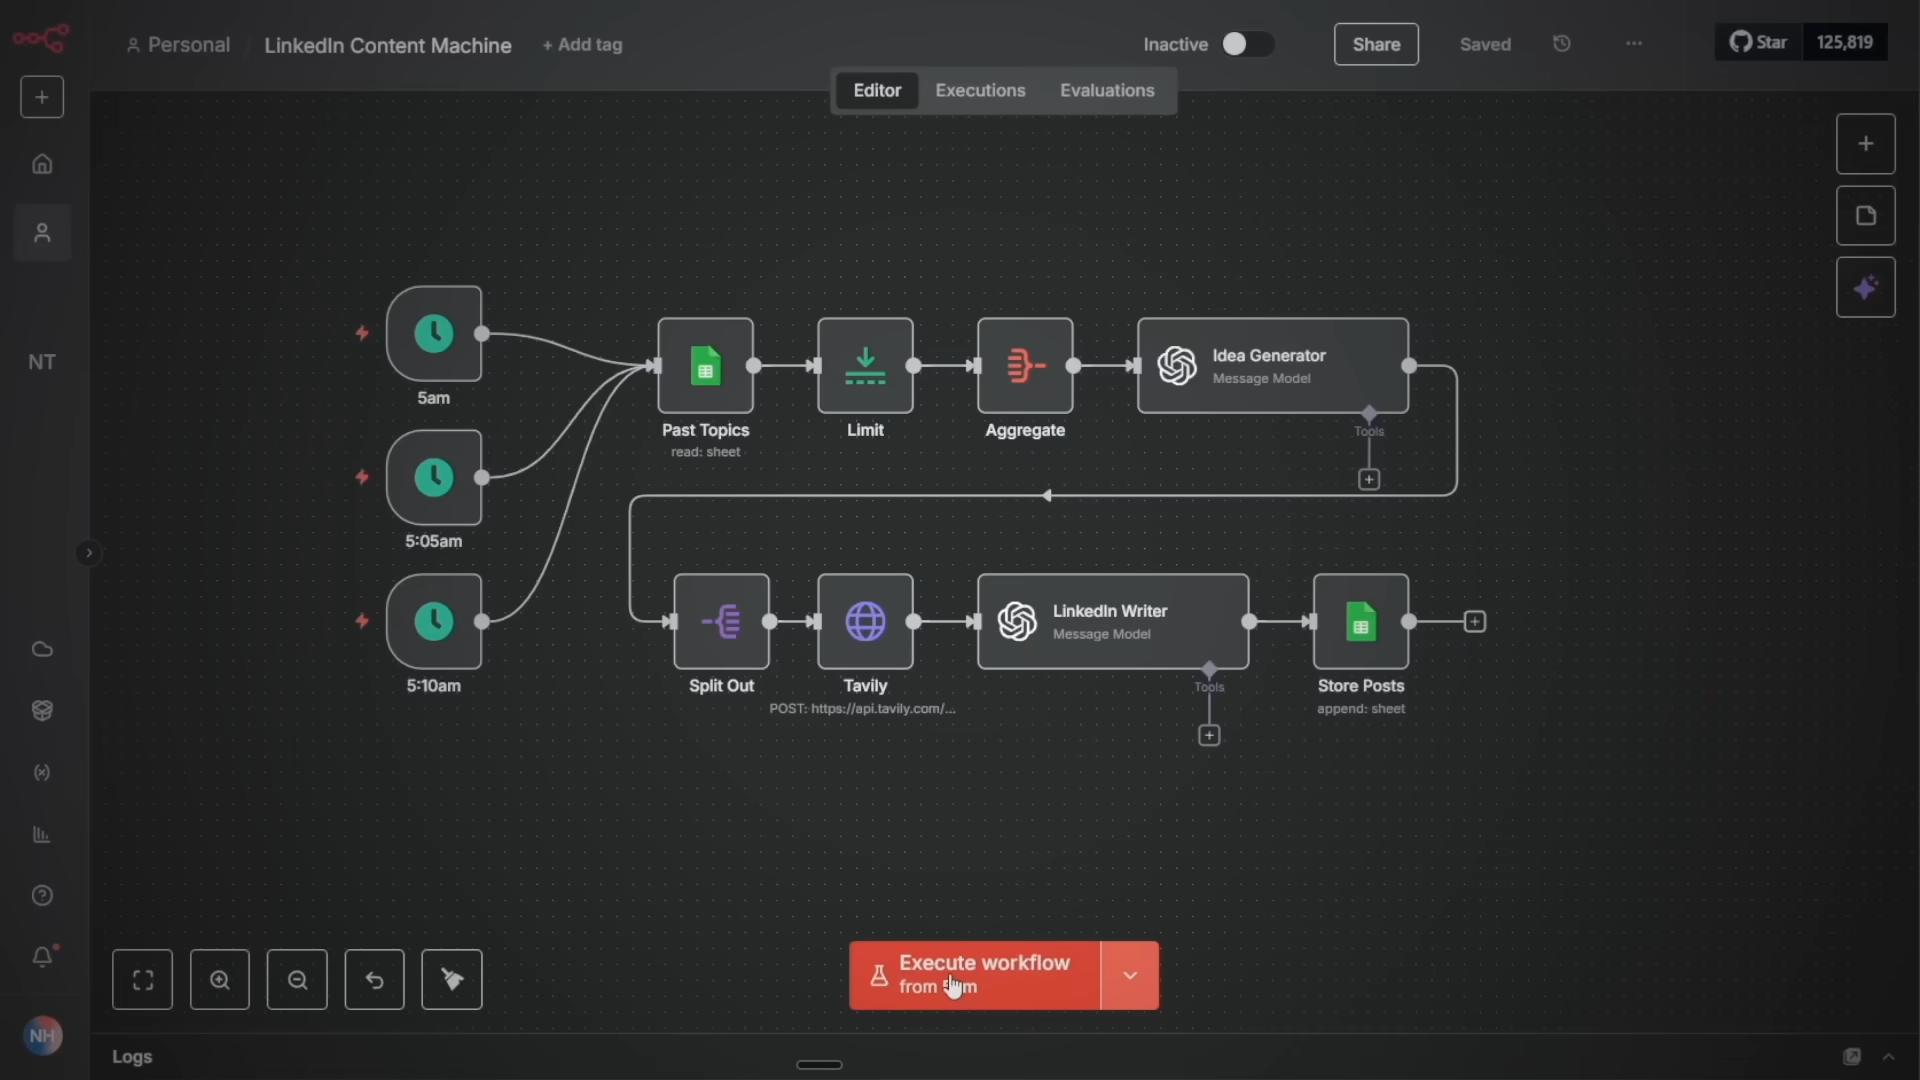 Personal / LinkedIn Content Machine + Add tag
Inactive
Share
Saved
Star 125,819
Editor Executions Evaluations
NT
5am
5:05am
5:10am
Past Topics
read: sheet
Limit
Aggregate
Idea Generator
Message Model
Tools
Split Out
Tavily
POST: https://api.tavily.com/...
LinkedIn Writer
Message Model
Tools
Store Posts
append: sheet
Execute workflow
from
NH
Logs